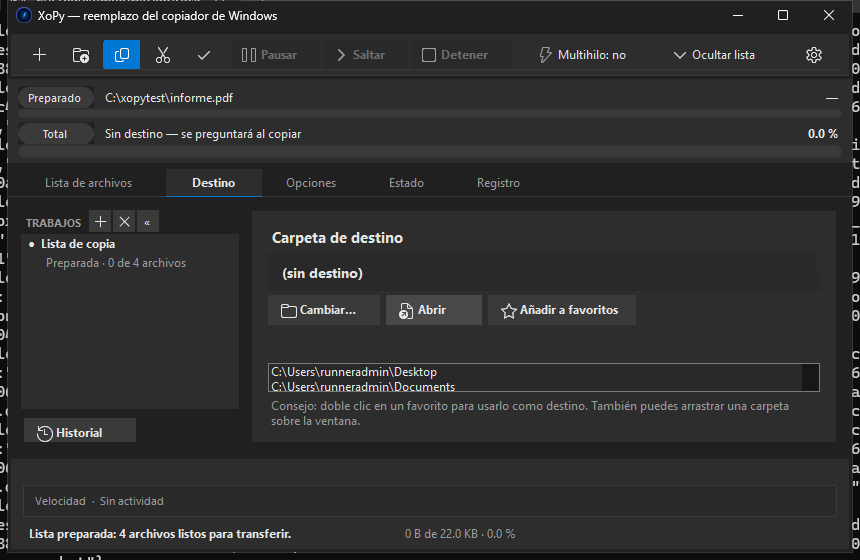 XoPy — reemplazo del copiador de Windows
Pausar
Saltar
Detener
Multihilo: no
Ocultar lista
Preparado
C:\xopytest\informe.pdf
—
Total
Sin destino — se preguntará al copiar
0.0 %
Lista de archivos
Destino
Opciones
Estado
Registro
TRABAJOS
«
• Lista de copia
Preparada · 0 de 4 archivos
Historial
Carpeta de destino
(sin destino)
Cambiar...
Abrir
Añadir a favoritos
C:\Users\runneradmin\Desktop
C:\Users\runneradmin\Documents
Consejo: doble clic en un favorito para usarlo como destino. También puedes arrastrar una carpeta
sobre la ventana.
Velocidad · Sin actividad
Lista preparada: 4 archivos listos para transferir.
0 B de 22.0 KB · 0.0 %